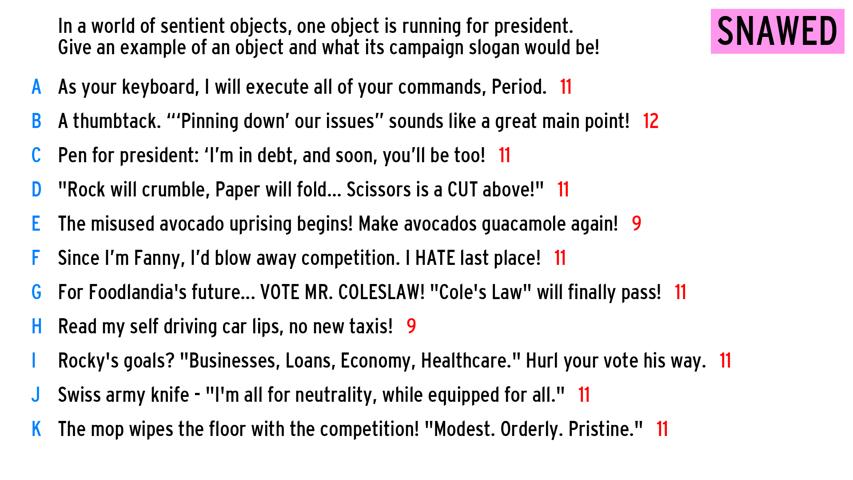 In a world of sentient objects, one object is running for president.
Give an example of an object and what its campaign slogan would be!
SNAWED
A As your keyboard, I will execute all of your commands, Period. 11
B A thumbtack. “‘Pinning down’ our issues” sounds like a great main point! 12
C Pen for president: ‘I’m in debt, and soon, you’ll be too! 11
D "Rock will crumble, Paper will fold... Scissors is a CUT above!" 11
E The misused avocado uprising begins! Make avocados guacamole again! 9
F Since I’m Fanny, I’d blow away competition. I HATE last place! 11
G For Foodlandia's future... VOTE MR. COLESLAW! "Cole's Law" will finally pass! 11
H Read my self driving car lips, no new taxis! 9
I Rocky's goals? "Businesses, Loans, Economy, Healthcare." Hurl your vote his way. 11
J Swiss army knife - "I'm all for neutrality, while equipped for all." 11
K The mop wipes the floor with the competition! "Modest. Orderly. Pristine." 11